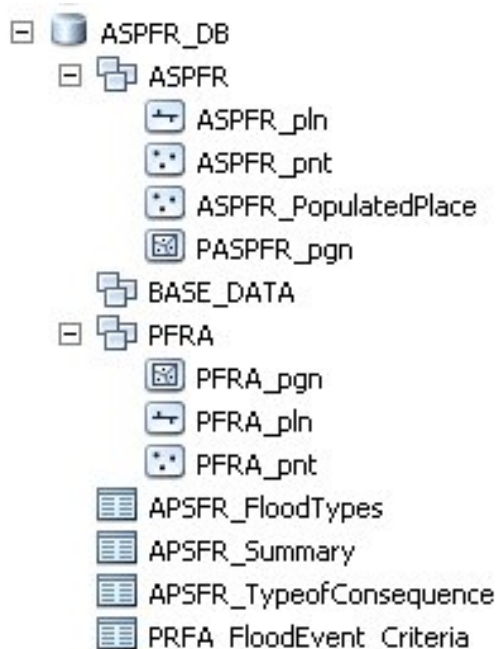 ASPFR_DB
ASPFR
ASPFR_pln
ASPFR_pnt
ASPFR_PopulatedPlace
PASPFR_pgn
BASE_DATA
PFRA
PFRA_pgn
PFRA_pln
PFRA_pnt
APSFR_FloodTypes
APSFR_Summary
APSFR_TypeofConsequence
PRFA_FloodEvent_Criteria